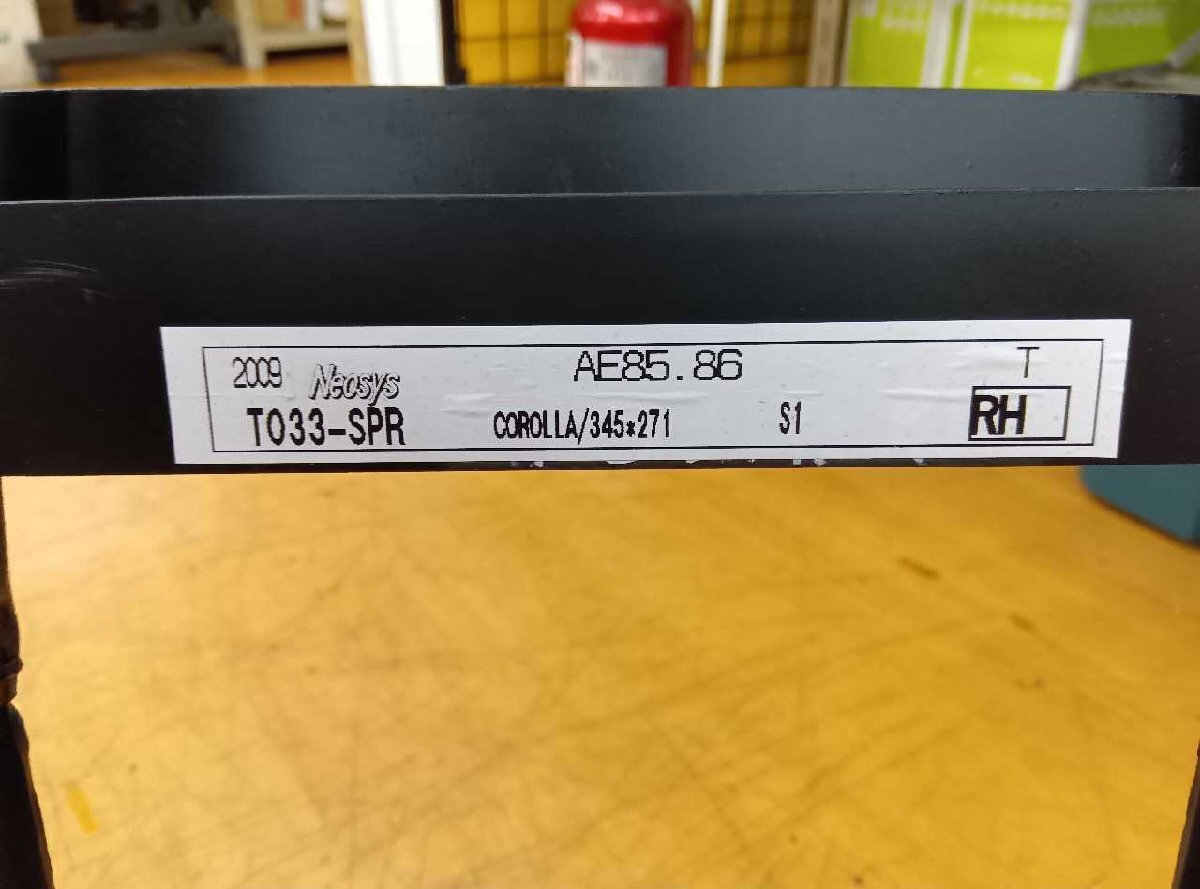 2009 Neosys AE85.86 T
T033-SPR COROLLA/345*271 S1 RH